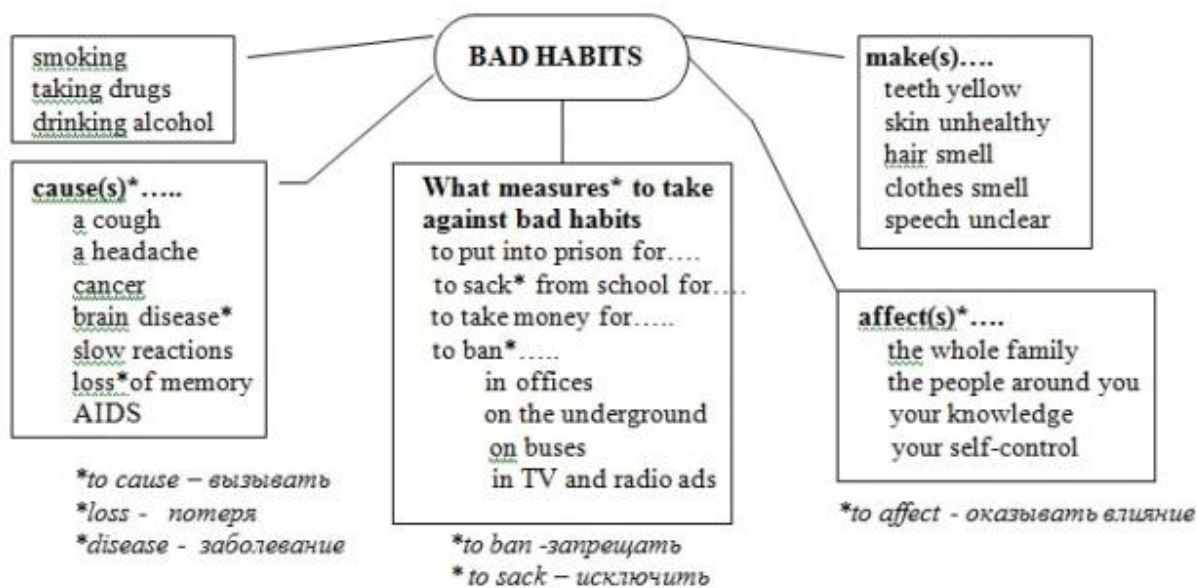 BAD HABITS
smoking
taking drugs
drinking alcohol
cause(s)*…..
a cough
a headache
cancer
brain disease*
slow reactions
loss*of memory
AIDS
*to cause – вызывать
*loss - потеря
*disease - заболевание
What measures* to take
against bad habits
to put into prison for….
to sack* from school for….
to take money for…..
to ban*…..
in offices
on the underground
on buses
in TV and radio ads
*to ban -запрещать
* to sack – исключить
make(s)….
teeth yellow
skin unhealthy
hair smell
clothes smell
speech unclear
affect(s)*….
the whole family
the people around you
your knowledge
your self-control
*to affect - оказывать влияние